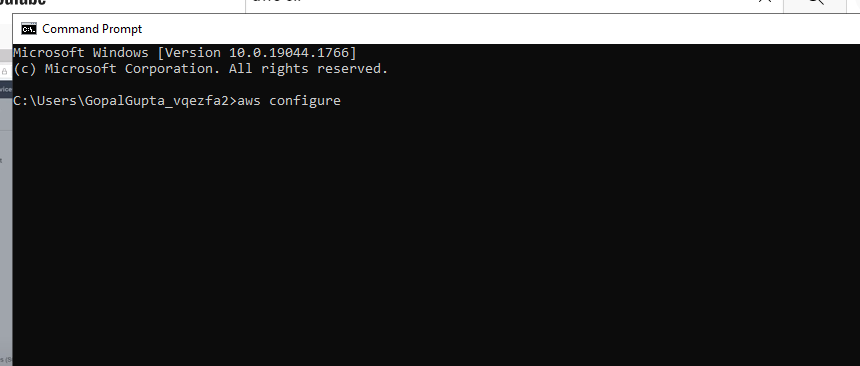 Command Prompt
Microsoft Windows [Version 10.0.19044.1766]
(c) Microsoft Corporation. All rights reserved.
C:\Users\GopalGupta_vqezfa2>aws configure